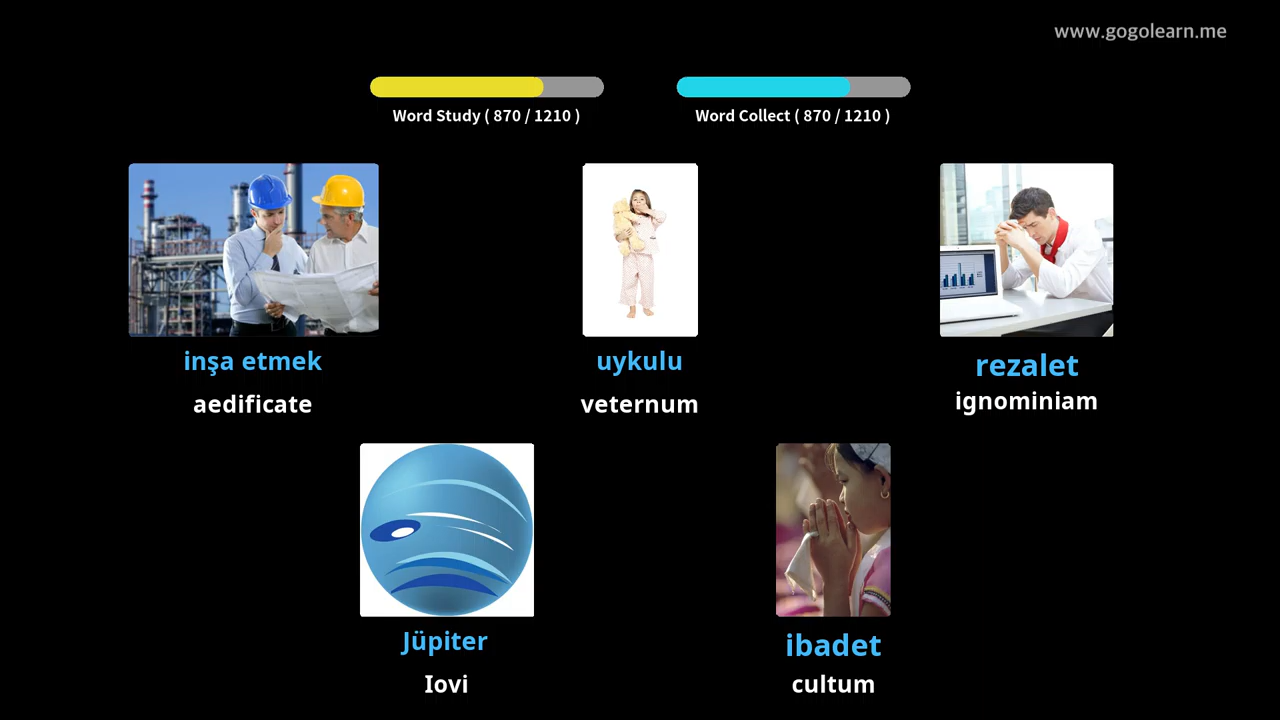 www.gogolearn.me
Word Study ( 870 / 1210 )
Word Collect ( 870 / 1210 )
inşa etmek
aedificate
uykulu
veternum
rezalet
ignominiam
Jüpiter
Iovi
ibadet
cultum